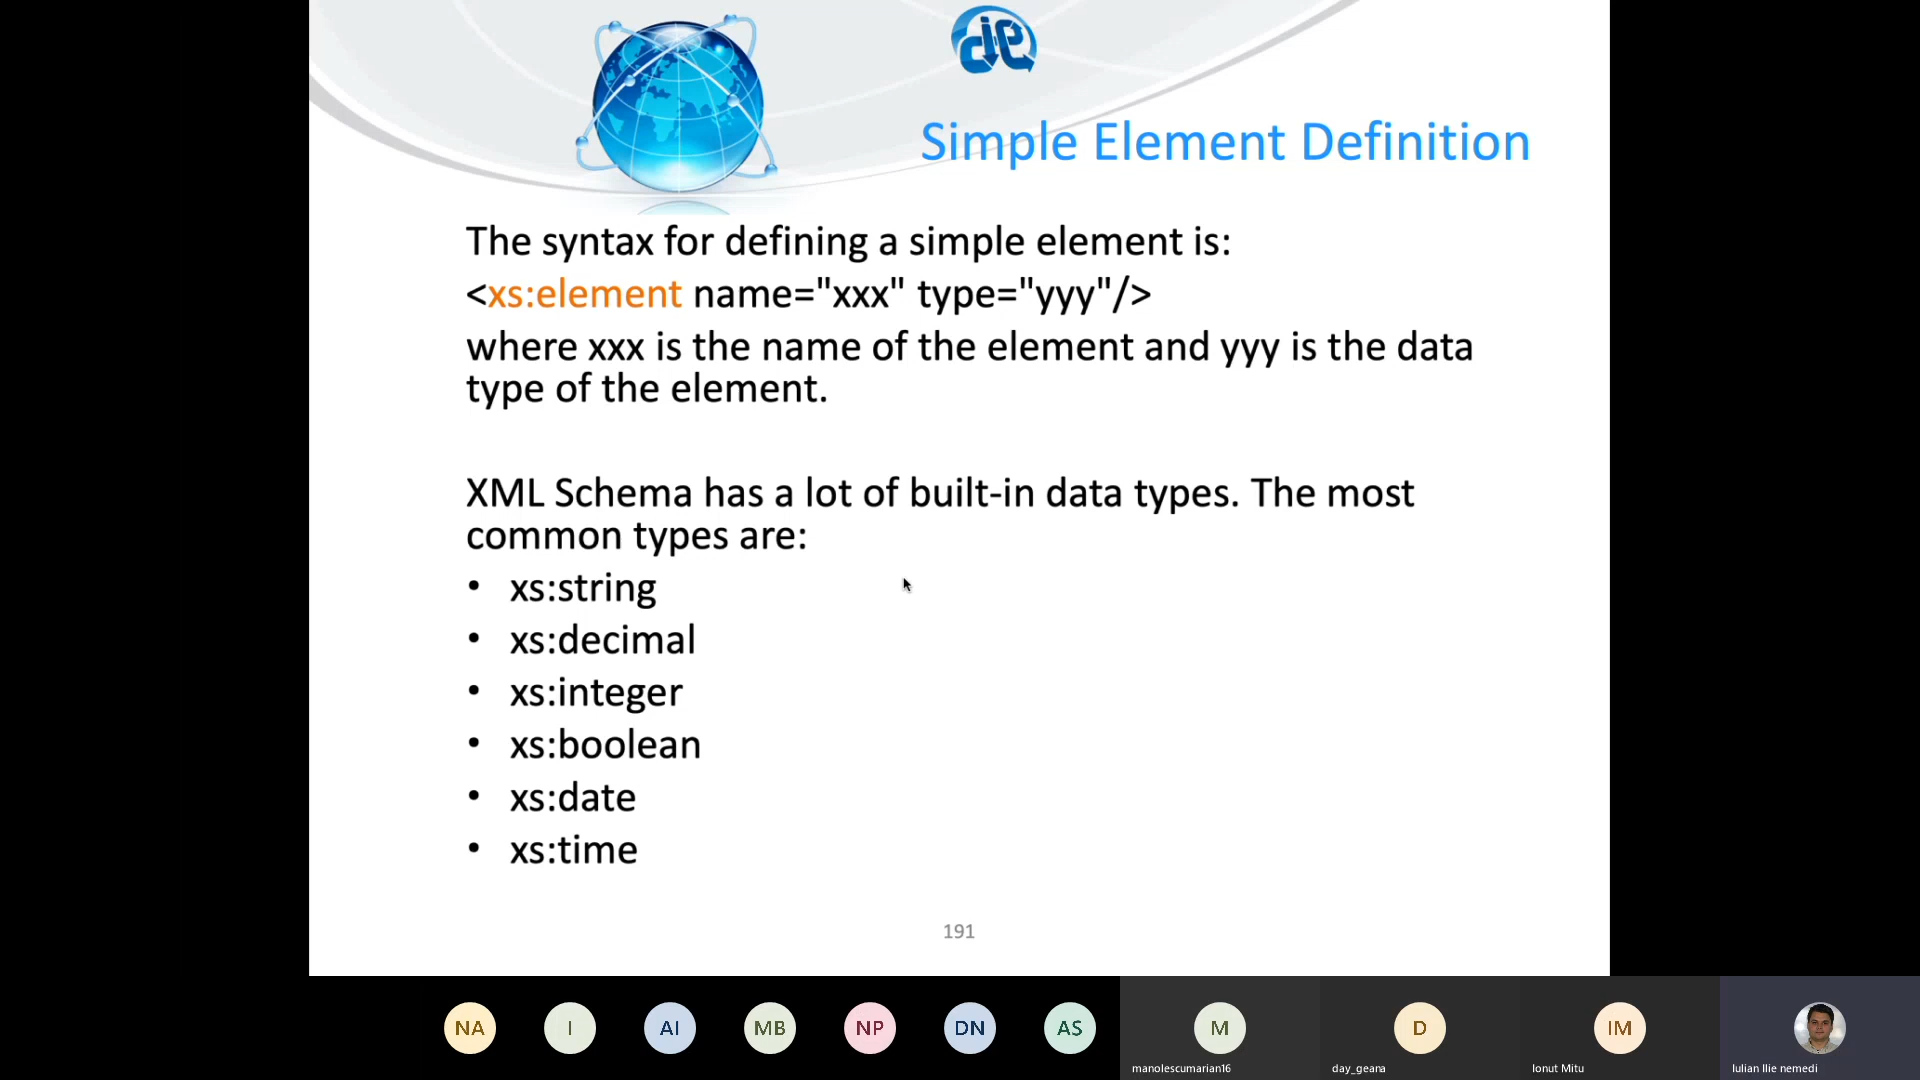 Simple Element Definition
The syntax for defining a simple element is:
<xs:element name="xxx" type="yyy"/>
where xxx is the name of the element and yyy is the data
type of the element.
XML Schema has a lot of built-in data types. The most
common types are:
• xs:string
• xs:decimal
• xs:integer
• xs:boolean
• xs:date
• xs:time
191
NA I AI MB NP DN AS M D IM
manolescumarian16 day_geana Ionut Mitu Iulian Ilie nemedi